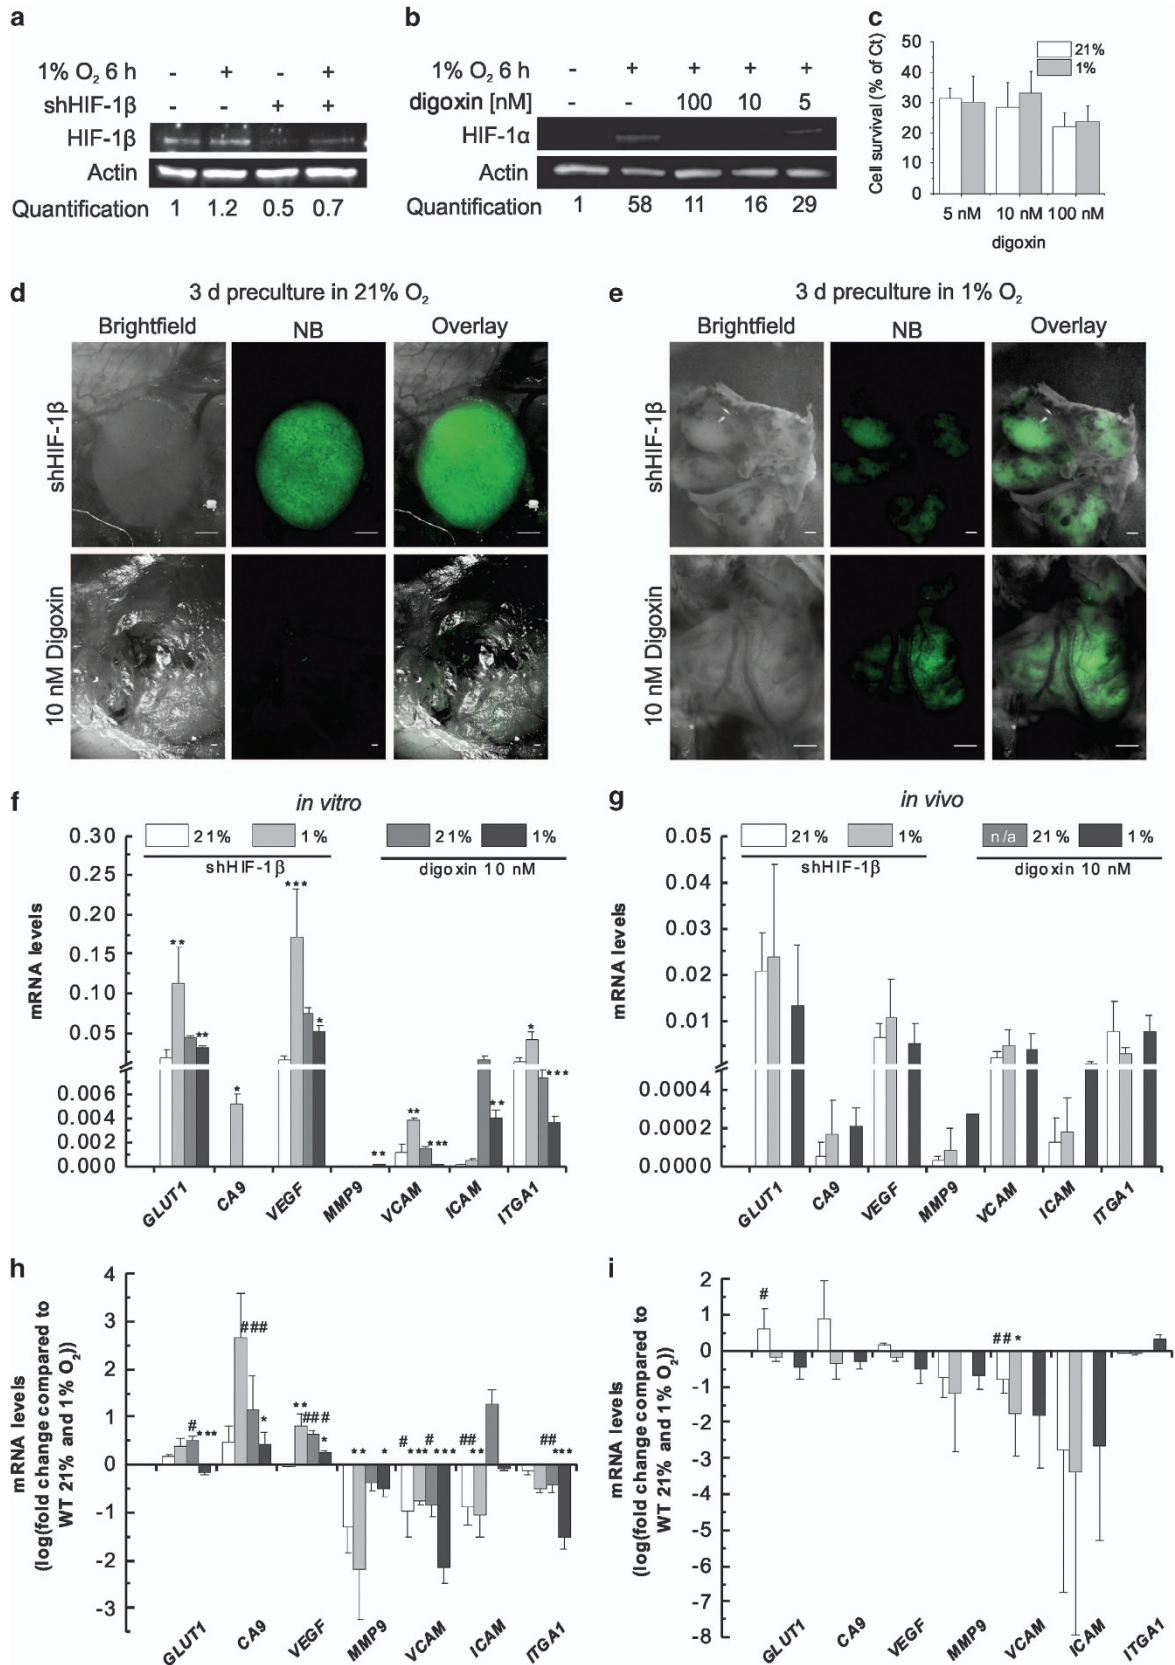 a
1% O₂ 6 h - + - +
shHIF-1β - - + +
HIF-1β
Actin
Quantification 1 1.2 0.5 0.7
b
1% O₂ 6 h - + + + +
digoxin [nM] - - 100 10 5
HIF-1α
Actin
Quantification 1 58 11 16 29
c
Cell survival (% of Ct)
50
40
30
20
10
0
21%
1%
5 nM 10 nM 100 nM
digoxin
d
3 d preculture in 21% O₂
Brightfield NB Overlay
shHIF-1β
10 nM Digoxin
e
3 d preculture in 1% O₂
Brightfield NB Overlay
shHIF-1β
10 nM Digoxin
f
in vitro
21% 1% 21% 1%
shHIF-1β digoxin 10 nM
mRNA levels
0.30
0.25
0.20
0.15
0.10
0.05
0.006
0.004
0.002
0.000
** ** * *** * ** ** *** ** * ***
GLUT1 CA9 VEGF MMP9 VCAM ICAM ITGA1
g
in vivo
21% 1% n/a 21% 1%
shHIF-1β digoxin 10 nM
mRNA levels
0.05
0.04
0.03
0.02
0.01
0.0004
0.0002
0.0000
GLUT1 CA9 VEGF MMP9 VCAM ICAM ITGA1
h
mRNA levels
(log(fold change compared to
WT 21% and 1% O₂))
4
3
2
1
0
-1
-2
-3
# *** ### * ** ### * ** * # *** # *** ## ** ## ***
GLUT1 CA9 VEGF MMP9 VCAM ICAM ITGA1
i
mRNA levels
(log(fold change compared to
WT 21% and 1% O₂))
2
1
0
-1
-2
-3
-4
-5
-6
-7
-8
# ## *
GLUT1 CA9 VEGF MMP9 VCAM ICAM ITGA1